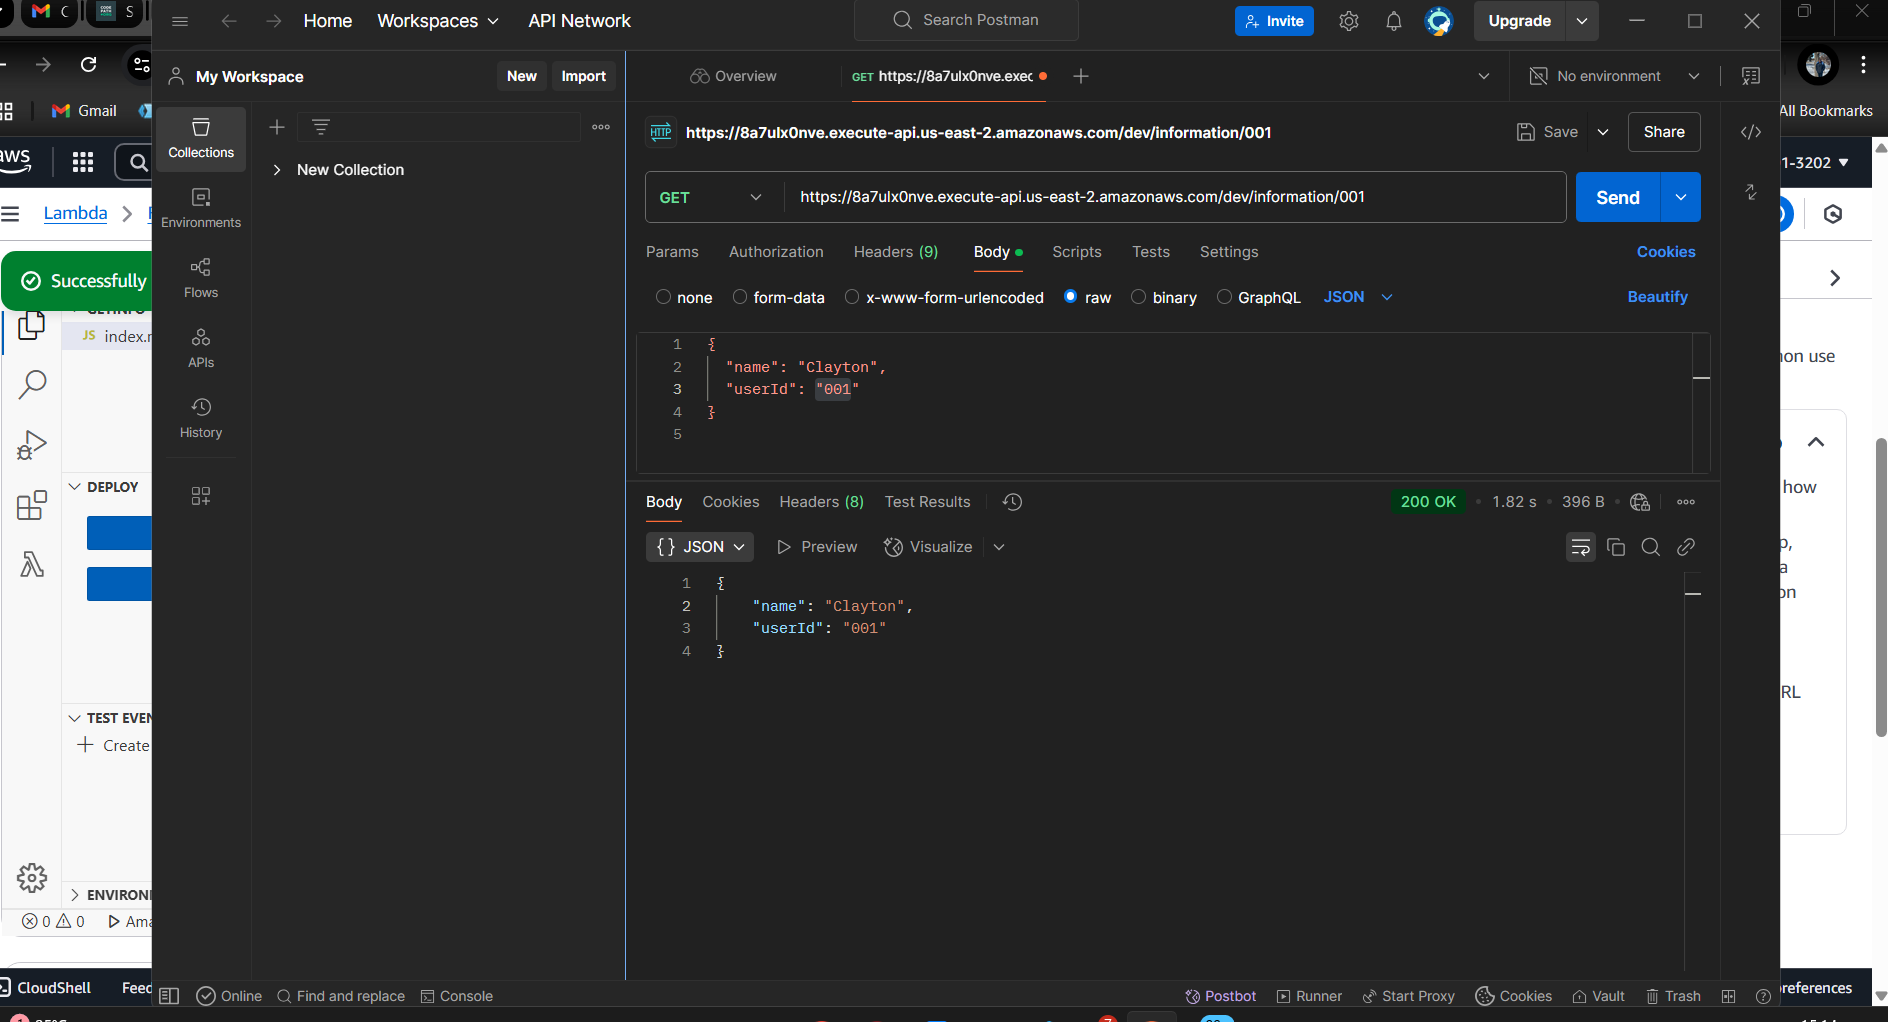 C
S
Home
Workspaces
API Network
Search Postman
Invite
Upgrade
My Workspace
New
Import
Overview
GET https://8a7ulx0nve.exec
No environment
Gmail
All Bookmarks
Collections
New Collection
HTTP https://8a7ulx0nve.execute-api.us-east-2.amazonaws.com/dev/information/001
Save
Share
aws
1-3202
GET
https://8a7ulx0nve.execute-api.us-east-2.amazonaws.com/dev/information/001
Send
Lambda
Environments
Params
Authorization
Headers (9)
Body
Scripts
Tests
Settings
Cookies
Successfully
Flows
none
form-data
x-www-form-urlencoded
raw
binary
GraphQL
JSON
Beautify
JS index.m
APIs
1 {
2 "name": "Clayton",
3 "userId": "001"
4 }
5
non use
History
DEPLOY
how
Body
Cookies
Headers (8)
Test Results
200 OK
1.82 s
396 B
{} JSON
Preview
Visualize
p,
a
on
1 {
2 "name": "Clayton",
3 "userId": "001"
4 }
RL
TEST EVEN
Create
ENVIRON
0 0
Ama
CloudShell
Feed
Online
Find and replace
Console
Postbot
Runner
Start Proxy
Cookies
Vault
Trash
references